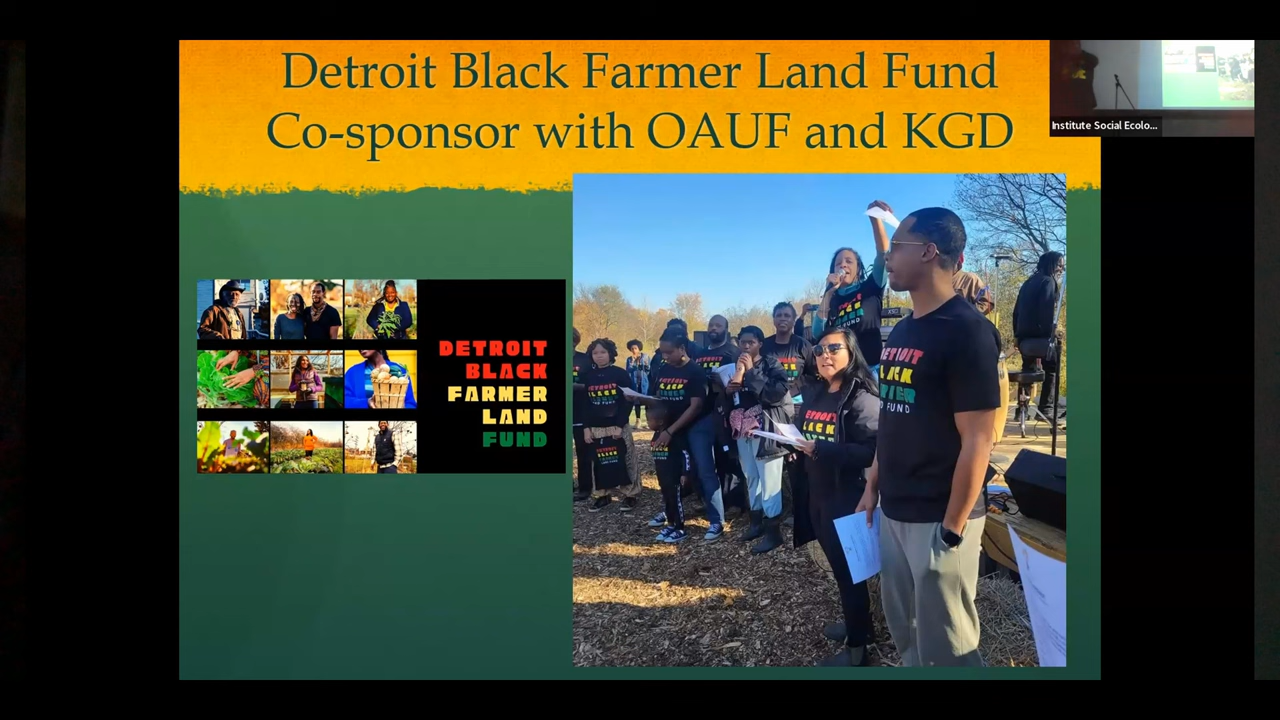 Detroit Black Farmer Land Fund
Co-sponsor with OAUF and KGD
Institute Social Ecolo...
DETROIT
BLACK
FARMER
LAND
FUND
DETROIT